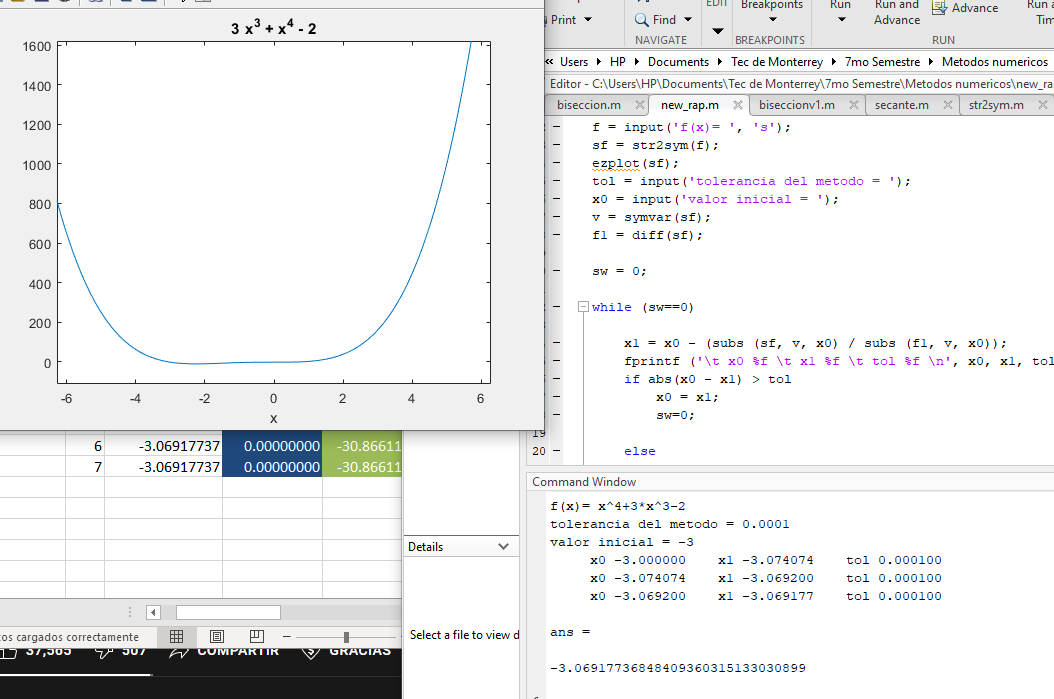 3 x³ + x⁴ - 2
1600
1400
1200
1000
800
600
400
200
0
-6 -4 -2 0 2 4 6
x
6 -3.06917737 0.00000000 -30.86611
7 -3.06917737 0.00000000 -30.86611
cos cargados correctamente
37,565 507 COMPARTIR GRACIAS
Details
Select a file to view d
Print Find
NAVIGATE
EDIT
Breakpoints
BREAKPOINTS
Run
Run and
Advance
Advance
Run a
Tim
RUN
« Users HP Documents Tec de Monterrey 7mo Semestre Metodos numericos
Editor - C:\Users\HP\Documents\Tec de Monterrey\7mo Semestre\Metodos numericos\new_ra
biseccion.m new_rap.m biseccionv1.m secante.m str2sym.m
f = input('f(x)= ', 's');
sf = str2sym(f);
ezplot(sf);
tol = input('tolerancia del metodo = ');
x0 = input('valor inicial = ');
v = symvar(sf);
f1 = diff(sf);
sw = 0;
while (sw==0)
x1 = x0 - (subs (sf, v, x0) / subs (f1, v, x0));
fprintf ('\t x0 %f \t x1 %f \t tol %f \n', x0, x1, tol
if abs(x0 - x1) > tol
x0 = x1;
sw=0;
19
20 else
Command Window
f(x)= x^4+3*x^3-2
tolerancia del metodo = 0.0001
valor inicial = -3
x0 -3.000000 x1 -3.074074 tol 0.000100
x0 -3.074074 x1 -3.069200 tol 0.000100
x0 -3.069200 x1 -3.069177 tol 0.000100
ans =
-3.0691773684840936031513303089​9